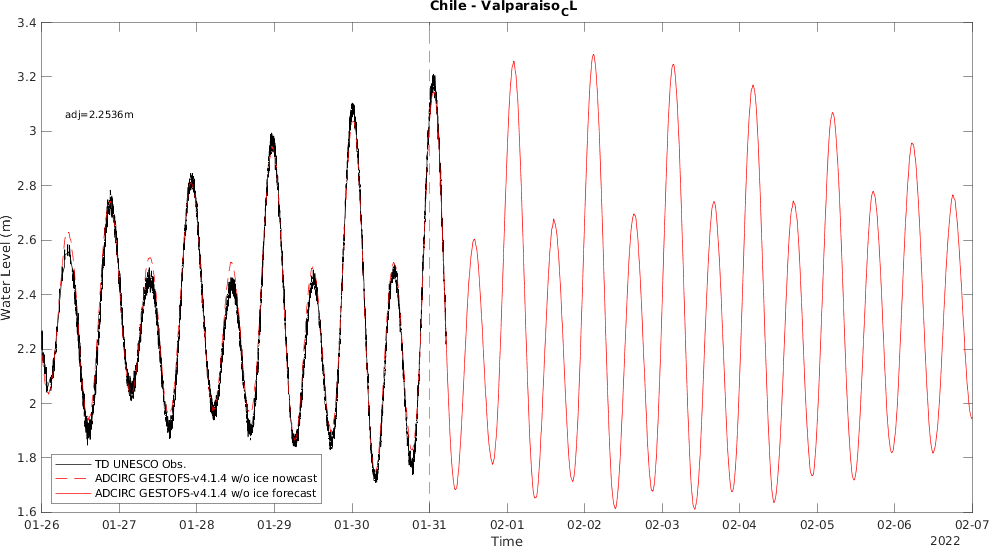 Chile - Valparaiso_CL
3.4
3.2
3
2.8
2.6
2.4
2.2
2
1.8
1.6
Water Level (m)
adj=2.2536m
TD UNESCO Obs.
ADCIRC GESTOFS-v4.1.4 w/o ice nowcast
ADCIRC GESTOFS-v4.1.4 w/o ice forecast
01-26 01-27 01-28 01-29 01-30 01-31 02-01 02-02 02-03 02-04 02-05 02-06 02-07
Time
2022